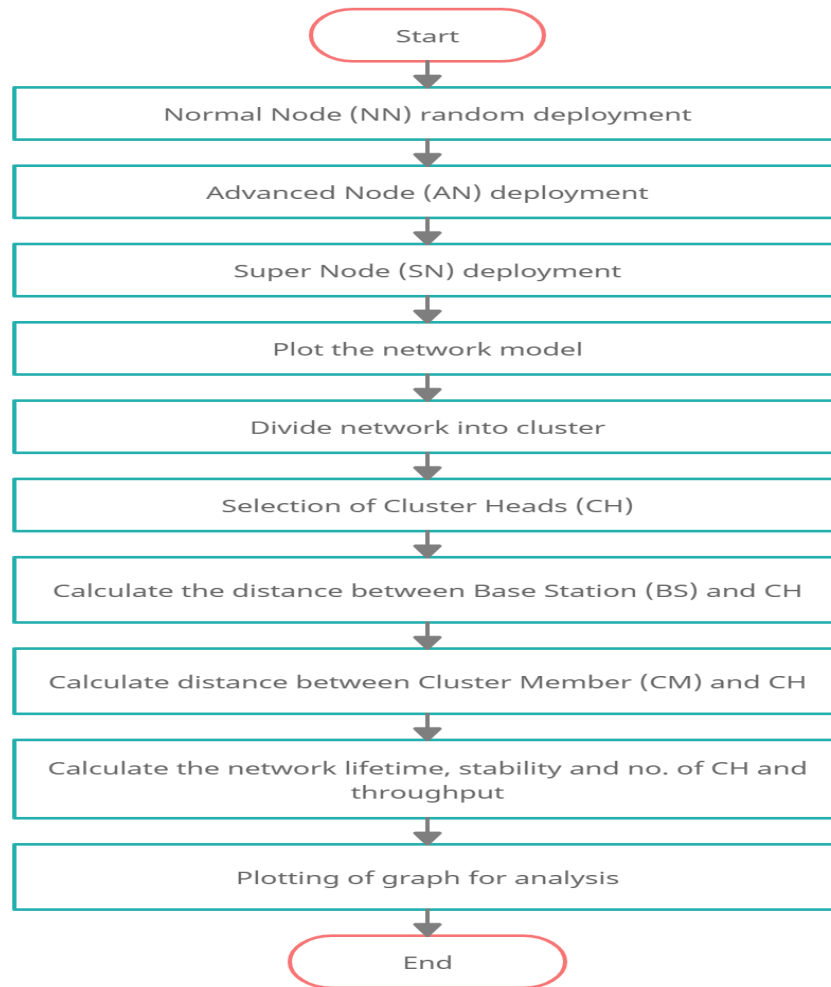 Start
Normal Node (NN) random deployment
Advanced Node (AN) deployment
Super Node (SN) deployment
Plot the network model
Divide network into cluster
Selection of Cluster Heads (CH)
Calculate the distance between Base Station (BS) and CH
Calculate distance between Cluster Member (CM) and CH
Calculate the network lifetime, stability and no. of CH and
throughput
Plotting of graph for analysis
End